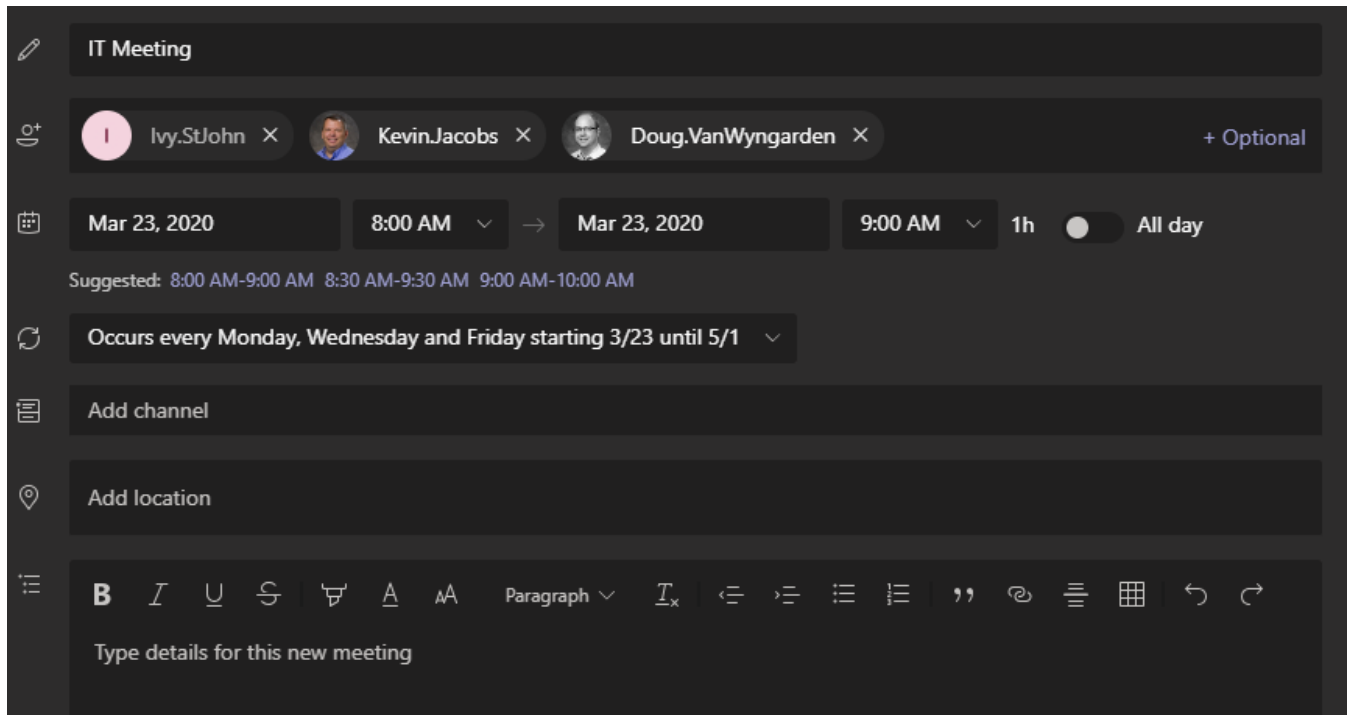 IT Meeting
I Ivy.StJohn × Kevin.Jacobs × Doug.VanWyngarden × + Optional
Mar 23, 2020 8:00 AM → Mar 23, 2020 9:00 AM 1h All day
Suggested: 8:00 AM-9:00 AM 8:30 AM-9:30 AM 9:00 AM-10:00 AM
Occurs every Monday, Wednesday and Friday starting 3/23 until 5/1
Add channel
Add location
B I U S A AA Paragraph Ix
Type details for this new meeting